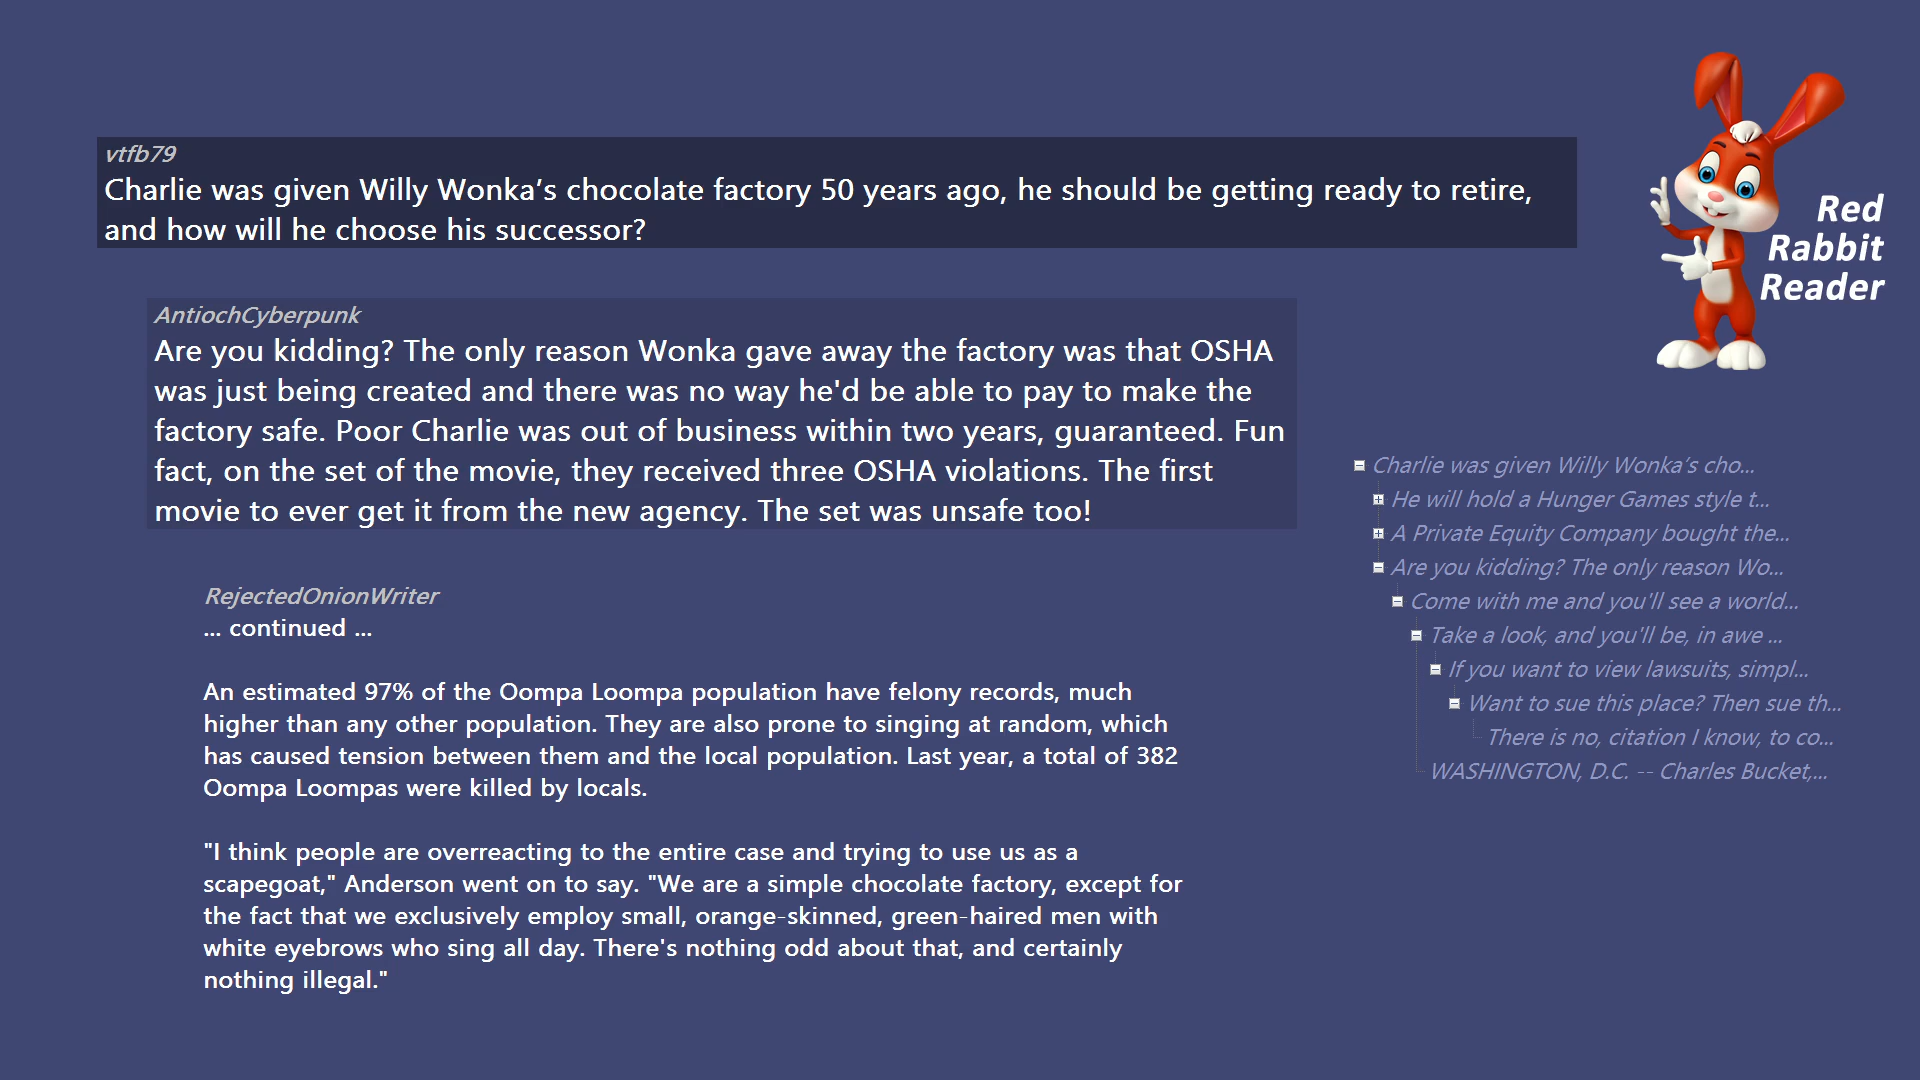 vtfb79
Charlie was given Willy Wonka’s chocolate factory 50 years ago, he should be getting ready to retire,
and how will he choose his successor?
AntiochCyberpunk
Are you kidding? The only reason Wonka gave away the factory was that OSHA
was just being created and there was no way he'd be able to pay to make the
factory safe. Poor Charlie was out of business within two years, guaranteed. Fun
fact, on the set of the movie, they received three OSHA violations. The first
movie to ever get it from the new agency. The set was unsafe too!
RejectedOnionWriter
... continued ...
An estimated 97% of the Oompa Loompa population have felony records, much
higher than any other population. They are also prone to singing at random, which
has caused tension between them and the local population. Last year, a total of 382
Oompa Loompas were killed by locals.
"I think people are overreacting to the entire case and trying to use us as a
scapegoat," Anderson went on to say. "We are a simple chocolate factory, except for
the fact that we exclusively employ small, orange-skinned, green-haired men with
white eyebrows who sing all day. There's nothing odd about that, and certainly
nothing illegal."
Red
Rabbit
Reader
Charlie was given Willy Wonka’s cho...
He will hold a Hunger Games style t...
A Private Equity Company bought the...
Are you kidding? The only reason Wo...
Come with me and you'll see a world...
Take a look, and you'll be, in awe ...
If you want to view lawsuits, simpl...
Want to sue this place? Then sue th...
There is no, citation I know, to co...
WASHINGTON, D.C. -- Charles Bucket,...